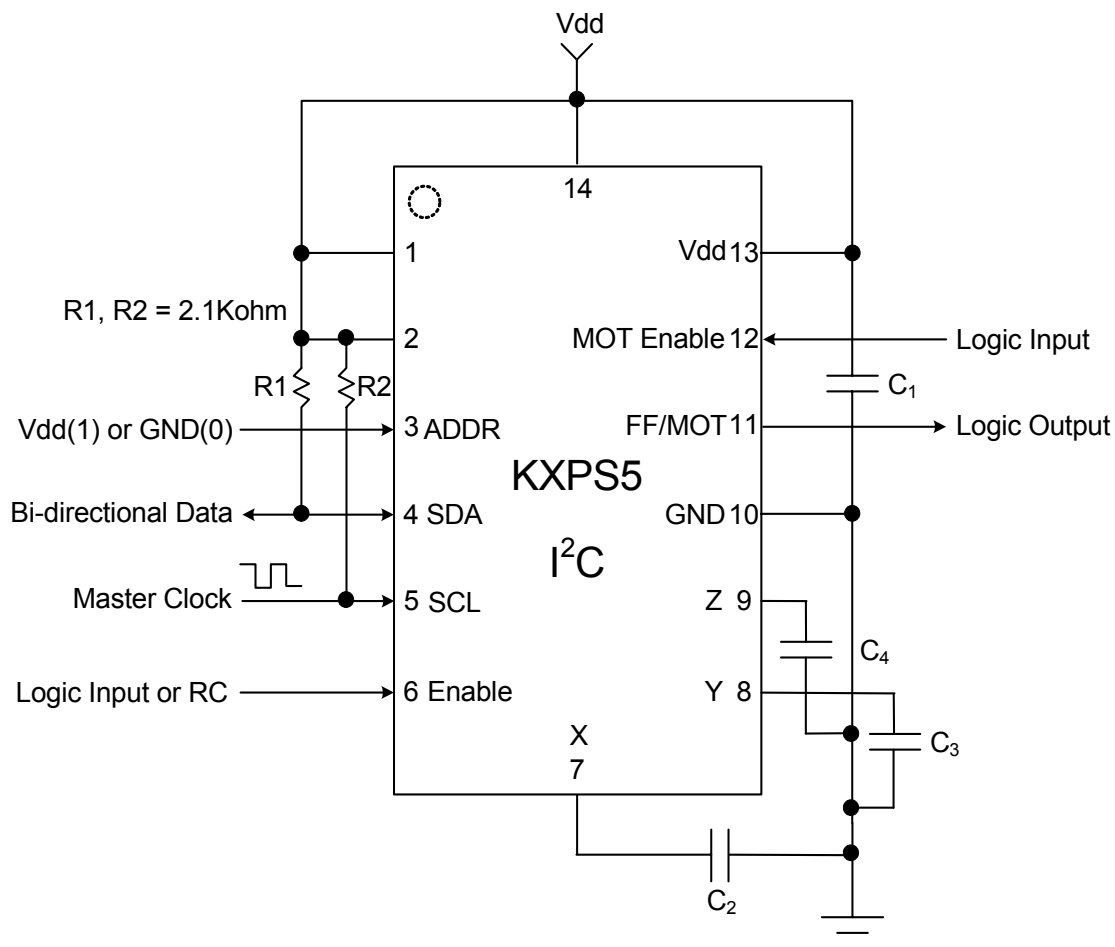 Vdd
14
1
Vdd 13
R1, R2 = 2.1Kohm
2
MOT Enable 12
Logic Input
R1
R2
C₁
Vdd(1) or GND(0)
3 ADDR
FF/MOT 11
Logic Output
KXPS5
Bi-directional Data
4 SDA
GND 10
I²C
Master Clock
5 SCL
Z 9
C₄
Logic Input or RC
6 Enable
Y 8
X
7
C₃
C₂